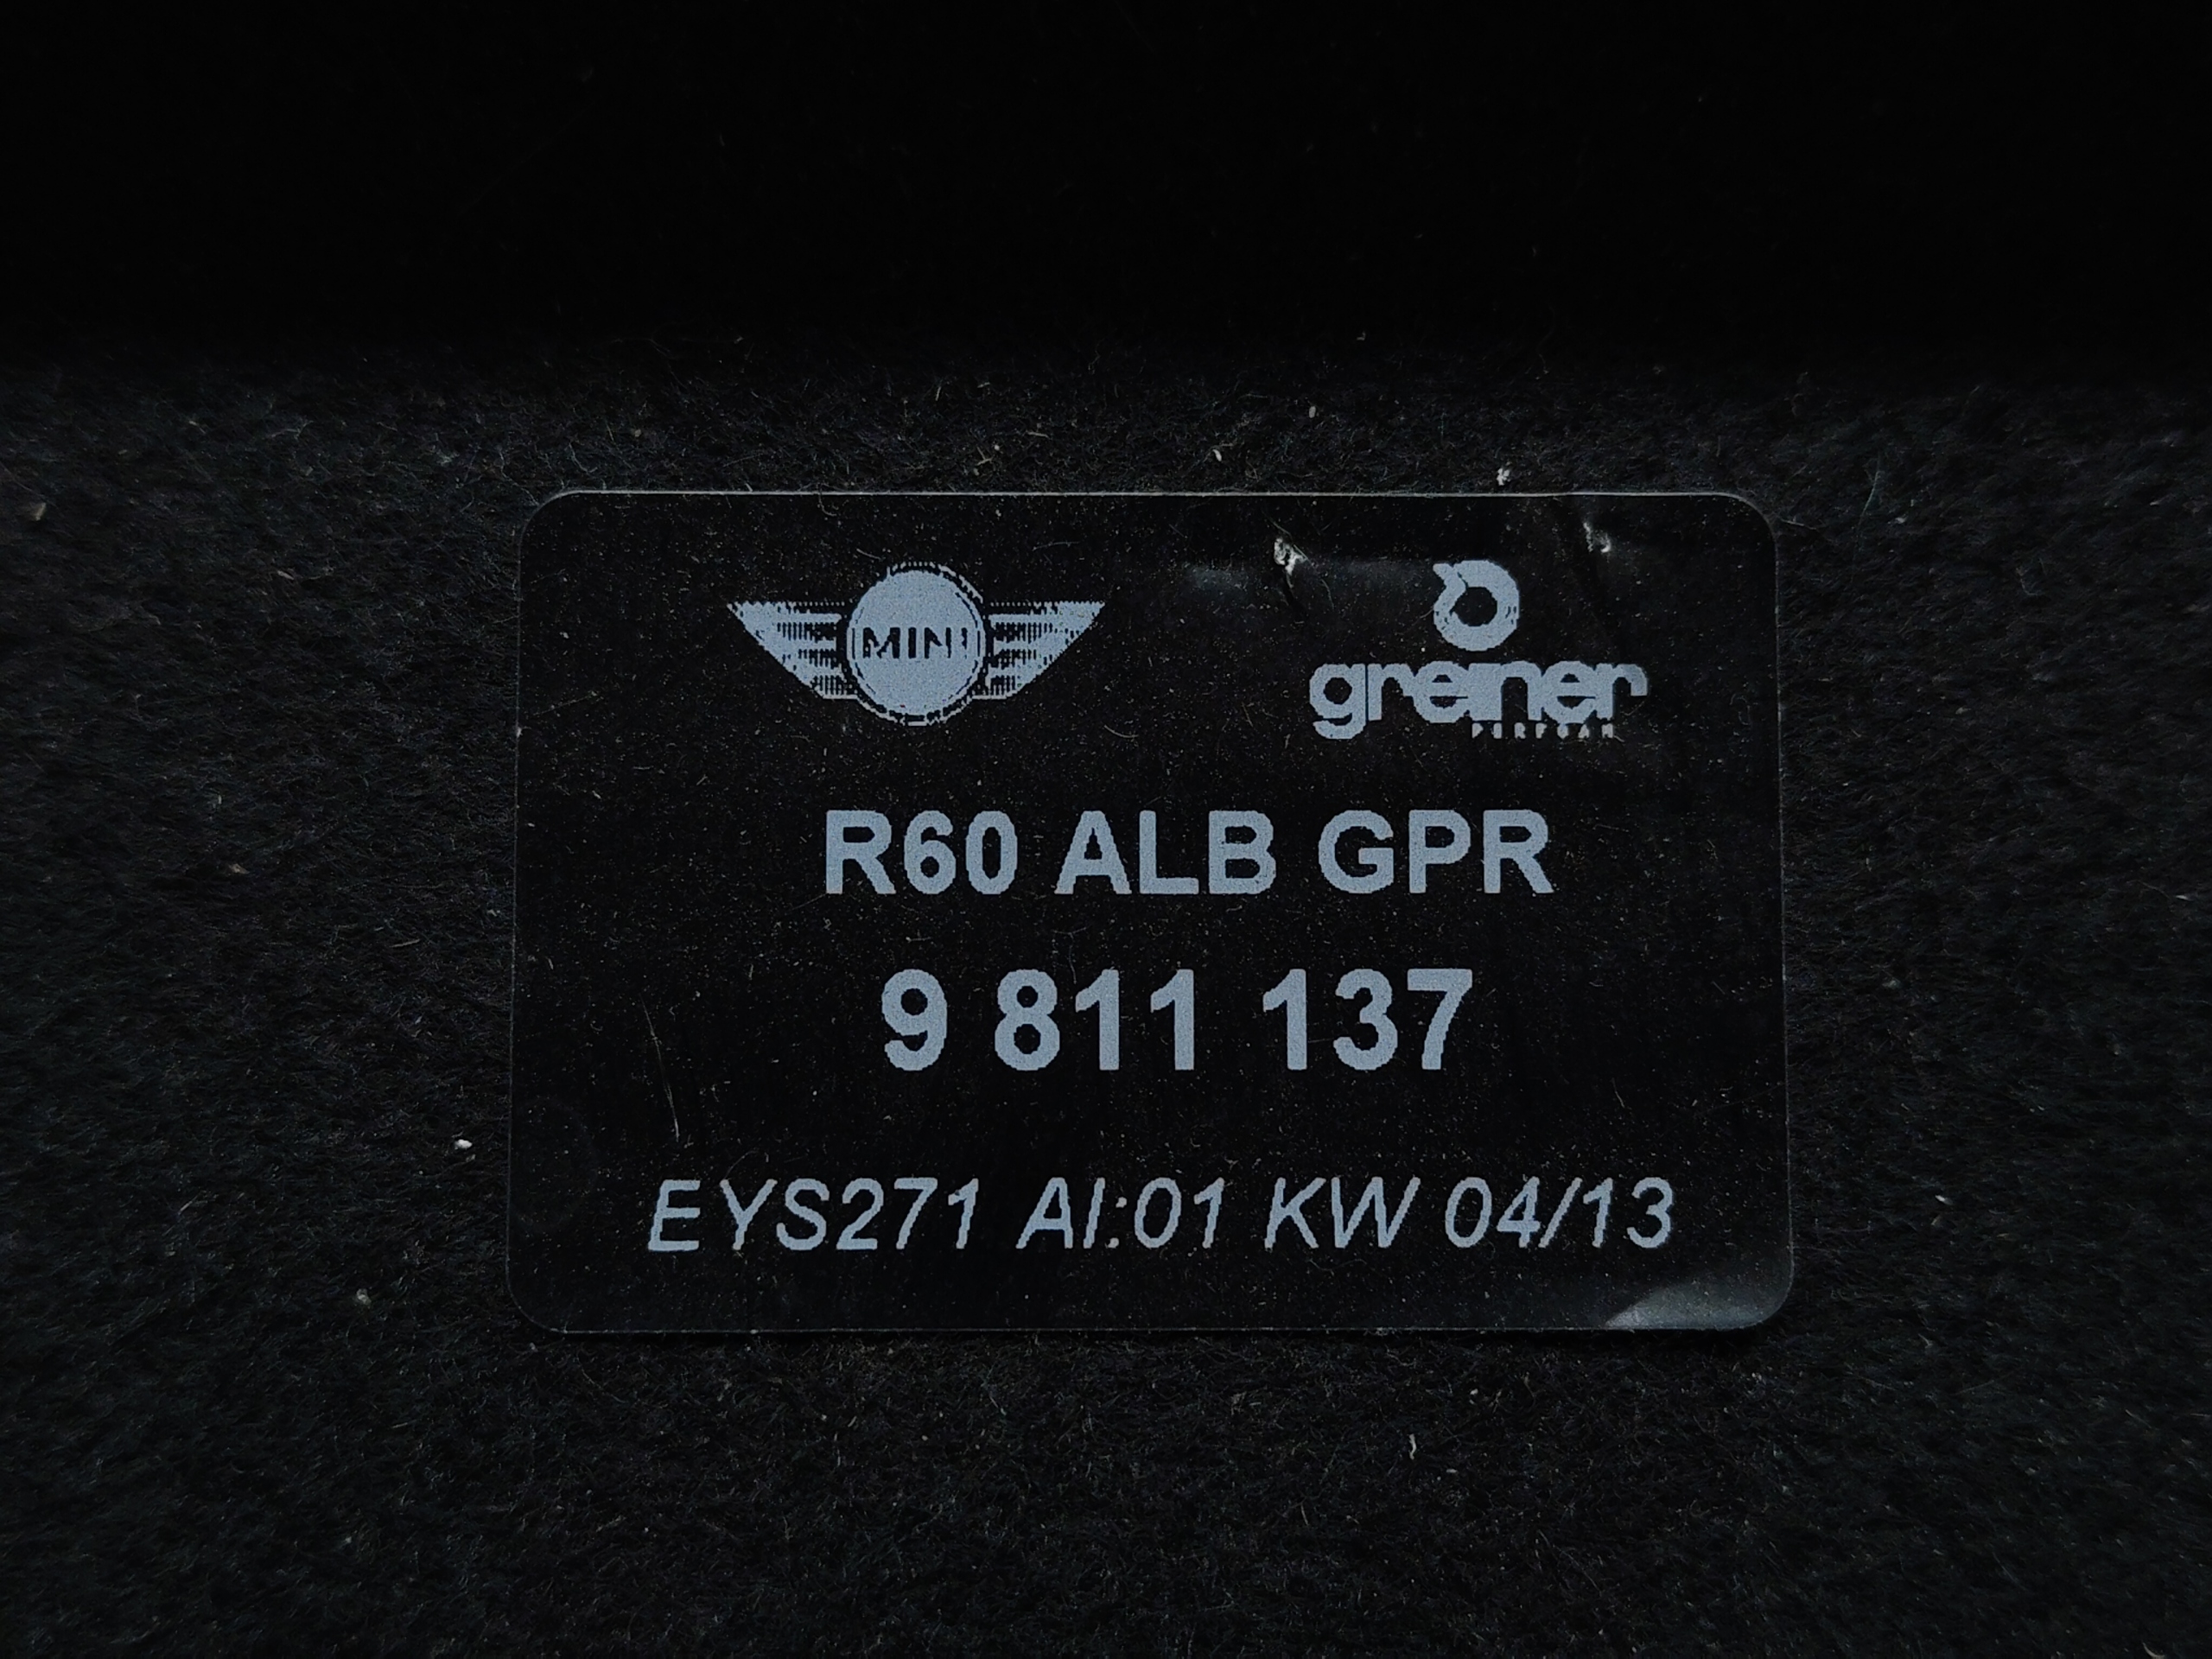 MINI
greiner
PERFOAM
R60 ALB GPR
9 811 137
EYS271 AI:01 KW 04/13